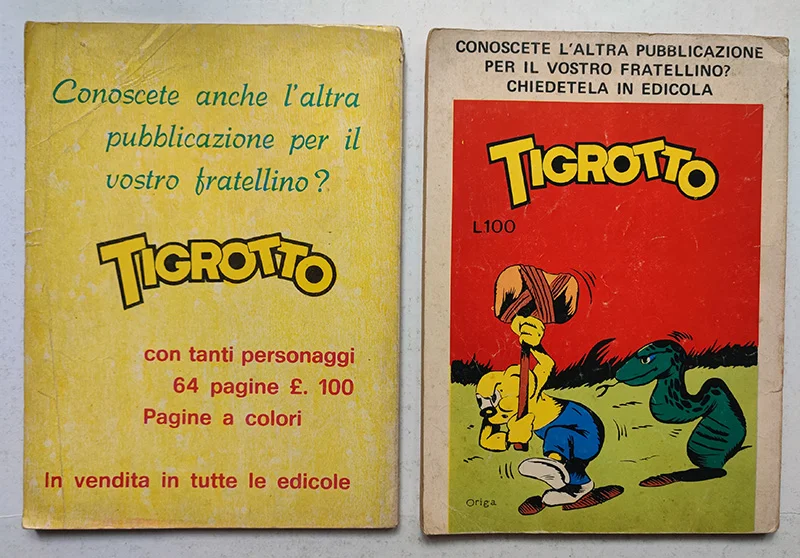 Conoscete anche l'altra
pubblicazione per il
vostro fratellino?
TIGROTTO
con tanti personaggi
64 pagine £. 100
Pagine a colori
In vendita in tutte le edicole
CONOSCETE L'ALTRA PUBBLICAZIONE
PER IL VOSTRO FRATELLINO?
CHIEDETELA IN EDICOLA
TIGROTTO
L100
Origa